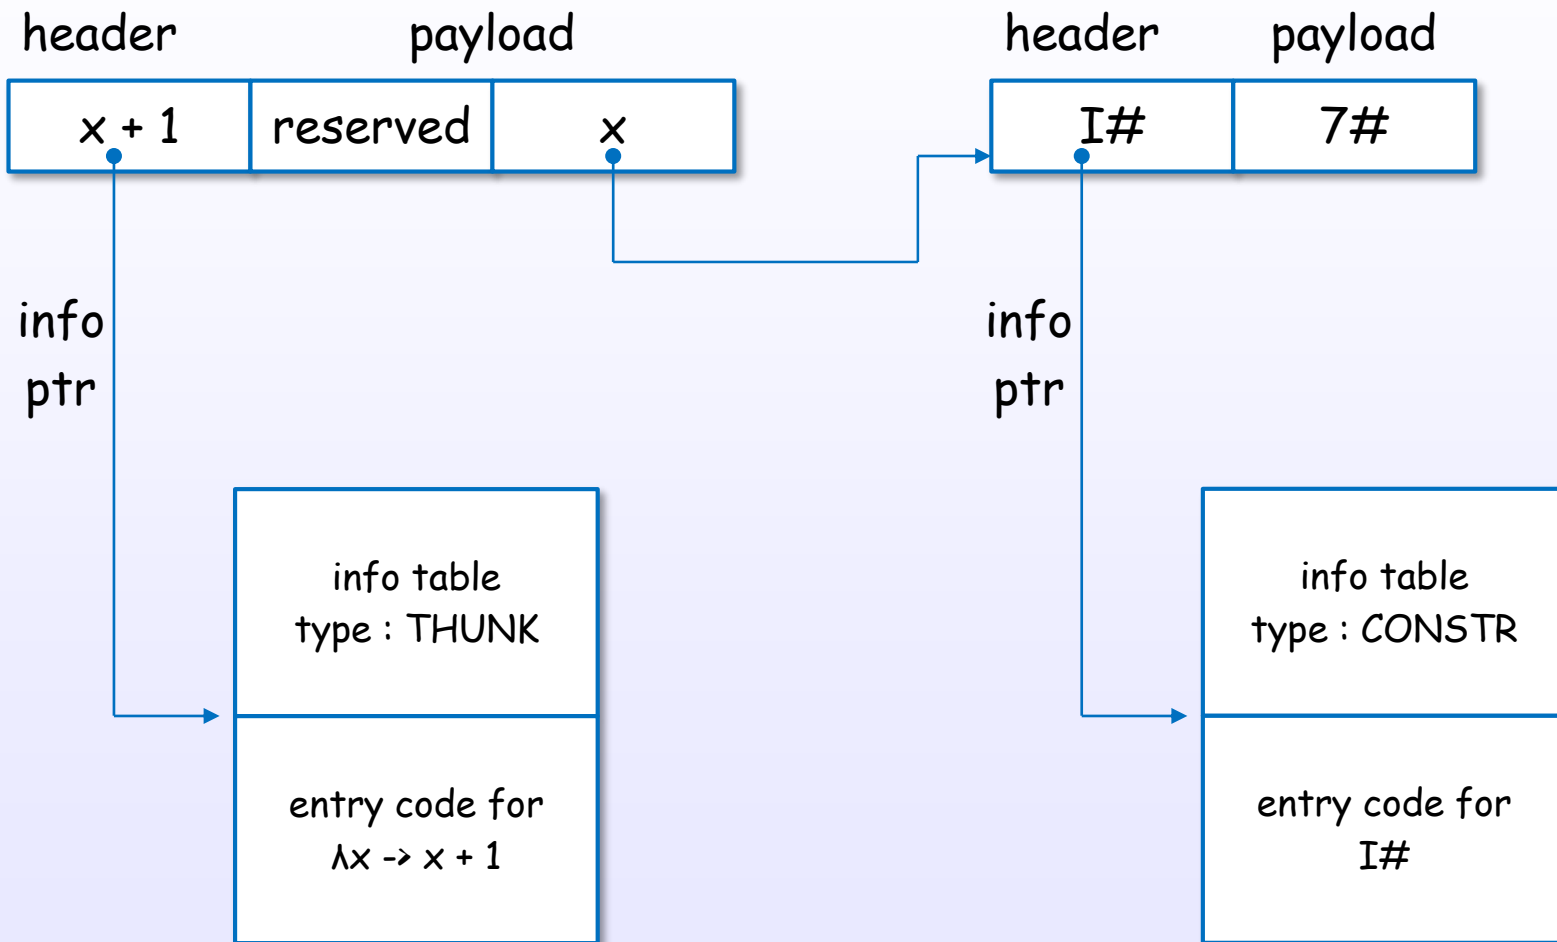 header payload
x + 1 reserved x
header payload
I# 7#
info
ptr
info
ptr
info table
type : THUNK
entry code for
λx -> x + 1
info table
type : CONSTR
entry code for
I#